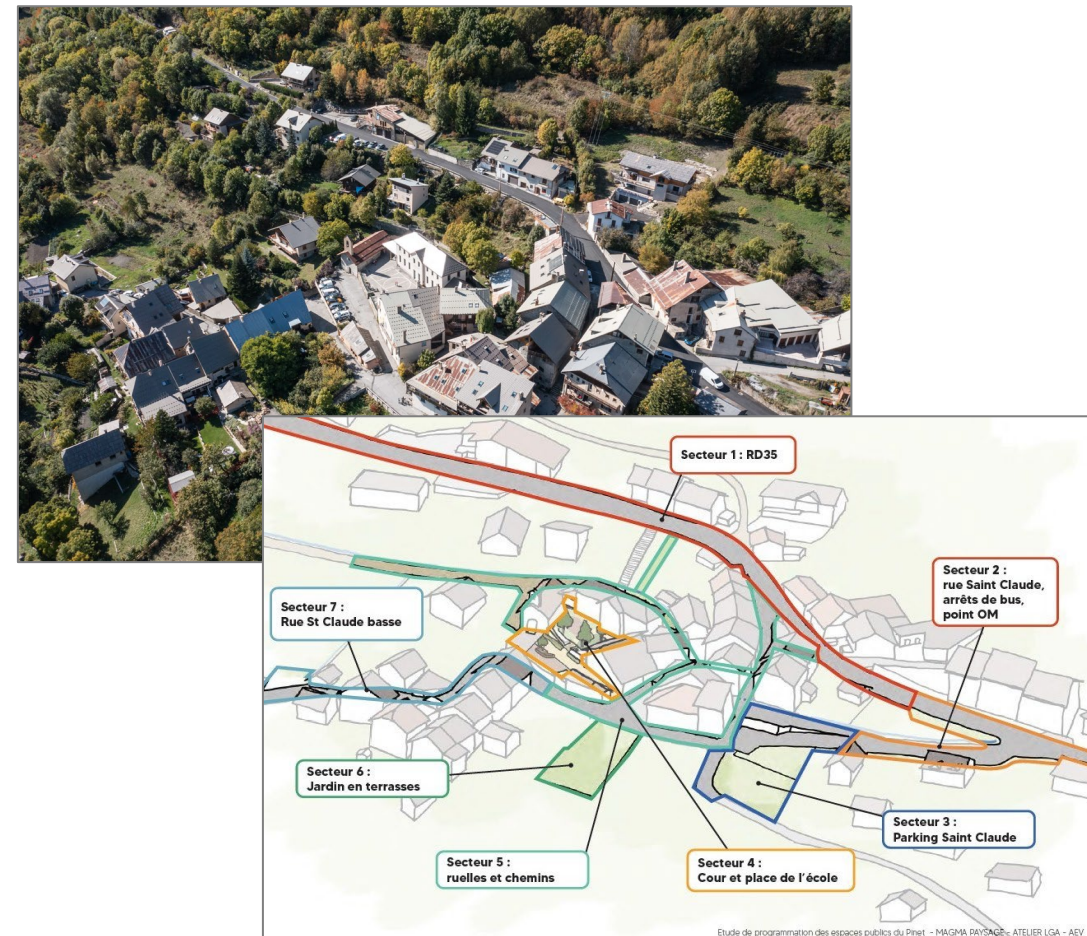 Secteur 1 : RD35
Secteur 2 :
rue Saint Claude,
arrêts de bus,
point OM
Secteur 7 :
Rue St Claude basse
Secteur 6 :
Jardin en terrasses
Secteur 3 :
Parking Saint Claude
Secteur 5 :
ruelles et chemins
Secteur 4 :
Cour et place de l'école
Etude de programmation des espaces publics du Pinet - MAGMA PAYSAGE - ATELIER LGA - AEV